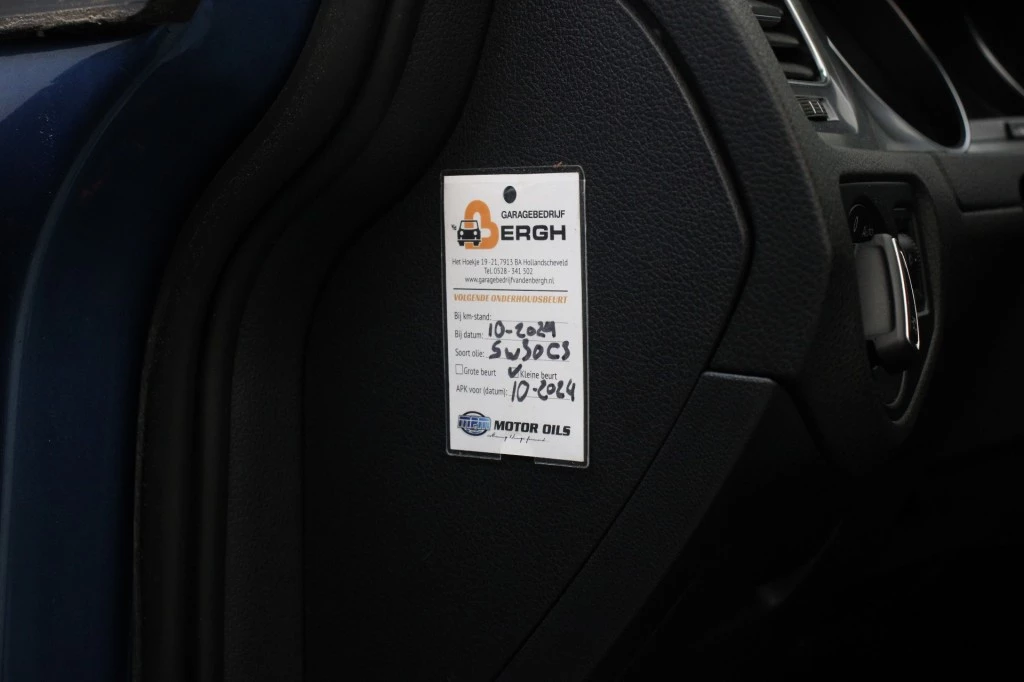 GARAGEBEDRIJF
BERGH
Het Hoekje 19 - 21, 7913 BA Hollandscheveld
Tel. 0528 - 341 502
www.garagebedrijfvandenbergh.nl
VOLGENDE ONDERHOUDSBEURT
Bij km-stand:
Bij datum: 10-2024
Soort olie: 5W30C3
Grote beurt Kleine beurt
APK voor (datum): 10-2024
MPM MOTOR OILS